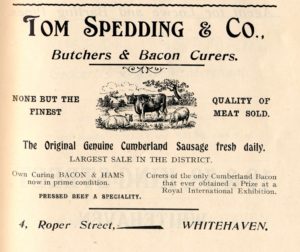 TOM SPEDDING & CO.,
Butchers & Bacon Curers.
NONE BUT THE FINEST
QUALITY OF MEAT SOLD.
The Original Genuine Cumberland Sausage fresh daily.
LARGEST SALE IN THE DISTRICT.
Own Curing BACON & HAMS
now in prime condition.
PRESSED BEEF A SPECIALITY.
Curers of the only Cumberland Bacon
that ever obtained a Prize at a
Royal International Exhibition.
4, Roper Street, WHITEHAVEN.